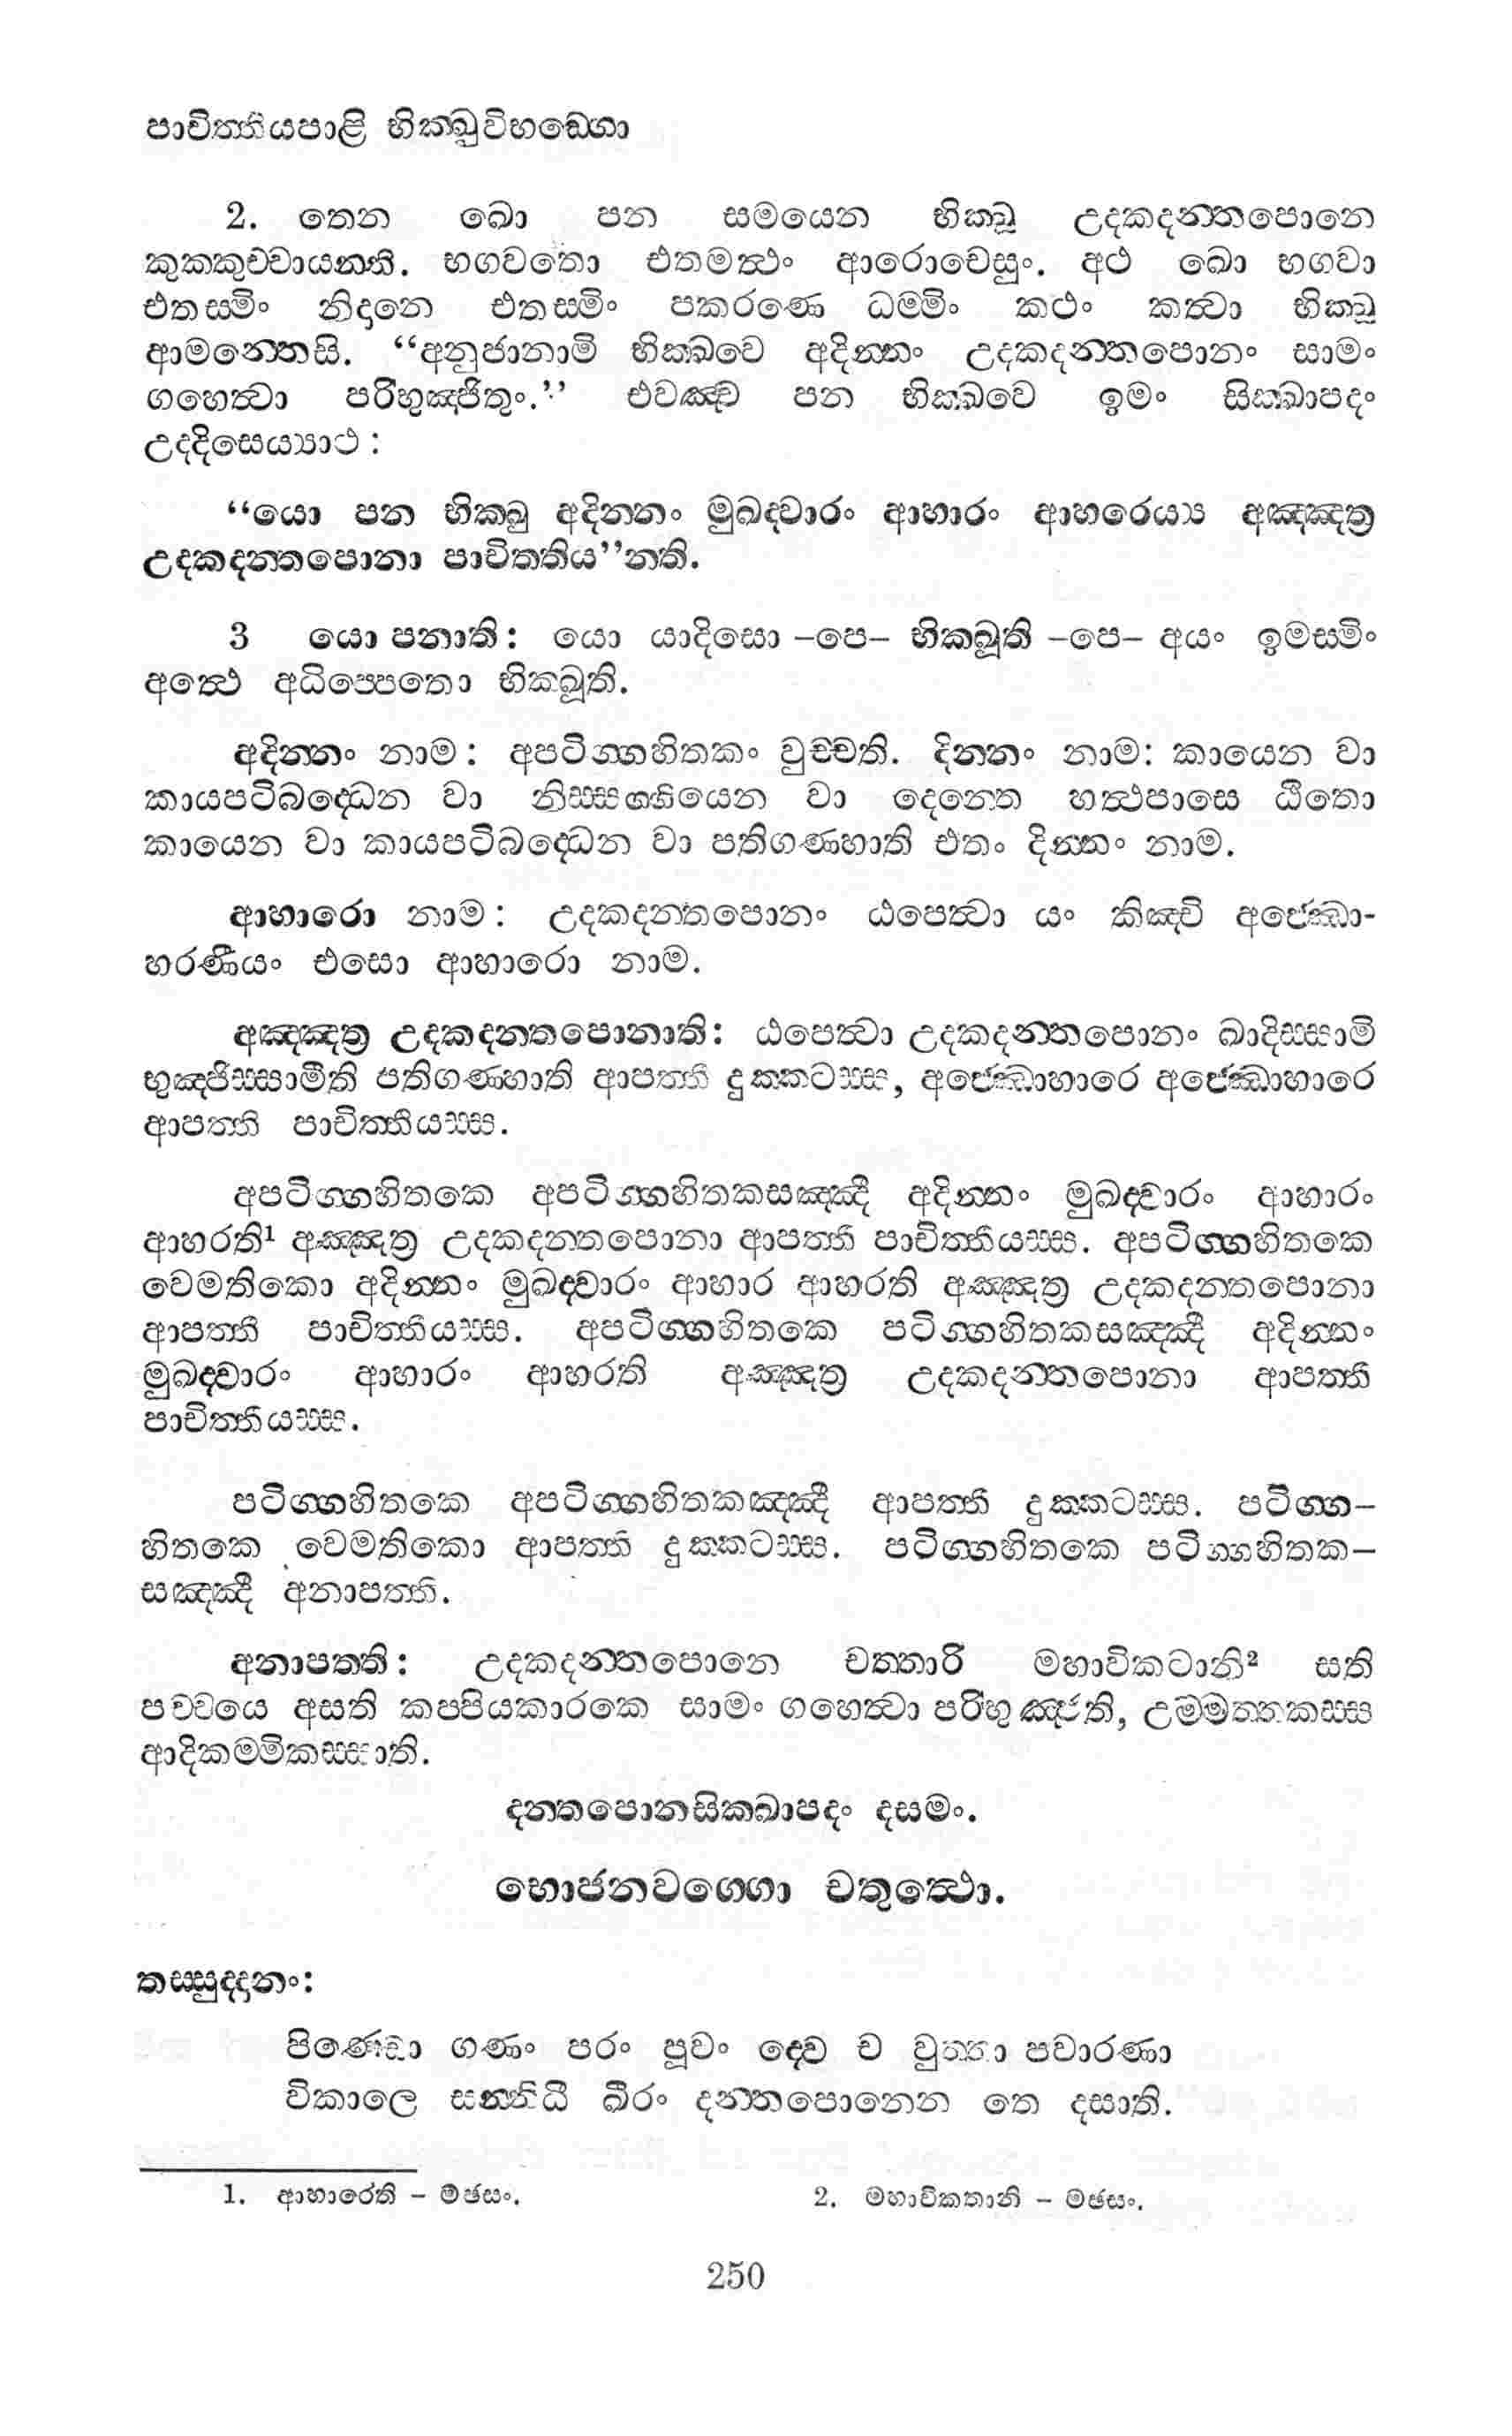 පාචිත්තියපාළි භික්ඛුවිභඞ්ගො
2. තෙන ඛො පන සමයෙන භික්ඛූ උදකදන්තපොනෙ
කුක්කුච්චායන්ති. භගවතො එතමත්ථං ආරොචෙසුං. අථ ඛො භගවා
එතස්මිං නිදානෙ එතස්මිං පකරණෙ ධම්මිං කථං කත්වා භික්ඛූ
ආමන්තෙසි. “අනුජානාමි භික්ඛවෙ අදින්නං උදකදන්තපොනං සාමං
ගහෙත්වා පරිභුඤ්ජිතුං.” එවඤ්ච පන භික්ඛවෙ ඉමං සික්ඛාපදං
උද්දිසෙය්‍යාථ :
“යො පන භික්ඛු අදින්නං මුඛද්වාරං ආහාරං ආහරෙය්‍ය අඤ්ඤත්‍ර
උදකදන්තපොනා පාචිත්තිය”න්ති.
3 යො පනාති : යො යාදිසො –පෙ– භික්ඛූති –පෙ– අයං ඉමස්මිං
අත්ථෙ අධිප්පෙතො භික්ඛූති.
අදින්නං නාම : අපටිග්ගහිතකං වුච්චති. දින්නං නාම: කායෙන වා
කායපටිබද්ධෙන වා නිස්සග්ගියෙන වා දෙන්තෙ හත්ථපාසෙ ඨිතො
කායෙන වා කායපටිබද්ධෙන වා පතිගණ්හාති එතං දින්නං නාම.
ආහාරො නාම : උදකදන්තපොනං ඨපෙත්වා යං කිඤ්චි අජ්ඣො-
හරණීයං එසො ආහාරො නාම.
අඤ්ඤත්‍ර උදකදන්තපොනාති: ඨපෙත්වා උදකදන්තපොනං ඛාදිස්සාමි
භුඤ්ජිස්සාමීති පතිගණ්හාති ආපත්ති දුක්කටස්ස, අජ්ඣොහාරෙ අජ්ඣොහාරෙ
ආපත්ති පාචිත්තියස්ස.
අපටිග්ගහිතකෙ අපටිග්ගහිතකසඤ්ඤී අදින්නං මුඛද්වාරං ආහාරං
ආහරති¹ අඤ්ඤත්‍ර උදකදන්තපොනා ආපත්ති පාචිත්තියස්ස. අපටිග්ගහිතකෙ
වෙමතිකො අදින්නං මුඛද්වාරං ආහාර ආහරති අඤ්ඤත්‍ර උදකදන්තපොනා
ආපත්ති පාචිත්තියස්ස. අපටිග්ගහිතකෙ පටිග්ගහිතකසඤ්ඤී අදින්නං
මුඛද්වාරං ආහාරං ආහරති අඤ්ඤත්‍ර උදකදන්තපොනා ආපත්ති
පාචිත්තියස්ස.
පටිග්ගහිතකෙ අපටිග්ගහිතකඤ්ඤී ආපත්ති දුක්කටස්ස. පටිග්ග–
හිතකෙ වෙමතිකො ආපත්ති දුක්කටස්ස. පටිග්ගහිතකෙ පටිග්ගහිතක–
සඤ්ඤී අනාපත්ති.
අනාපත්ති : උදකදන්තපොනෙ චත්තාරි මහාවිකටානි² සති
පච්චයෙ අසති කප්පියකාරකෙ සාමං ගහෙත්වා පරිභුඤ්ජති, උම්මත්තකස්ස
ආදිකම්මිකස්සාති.
දන්තපොනසික්ඛාපදං දසමං.
භොජනවග්ගො චතුත්ථො.
තස්සුද්දානං:
පිණ්ඩො ගණං පරං පූවං ද්වෙ ච වුත්තා පවාරණා
විකාලෙ සන්නිධී ඛීරං දන්තපොනෙන තෙ දසාති.
1. ආහාරෙති – මඡසං.
2. මහාවිකතානි – මඡසං.
250